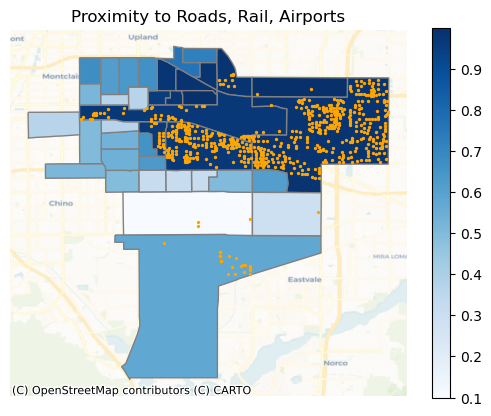 Proximity to Roads, Rail, Airports
ont
Upland
Montclair
Chino
MIRA LOMA
Eastvale
Norco
0.9
0.8
0.7
0.6
0.5
0.4
0.3
0.2
0.1
(C) OpenStreetMap contributors (C) CARTO